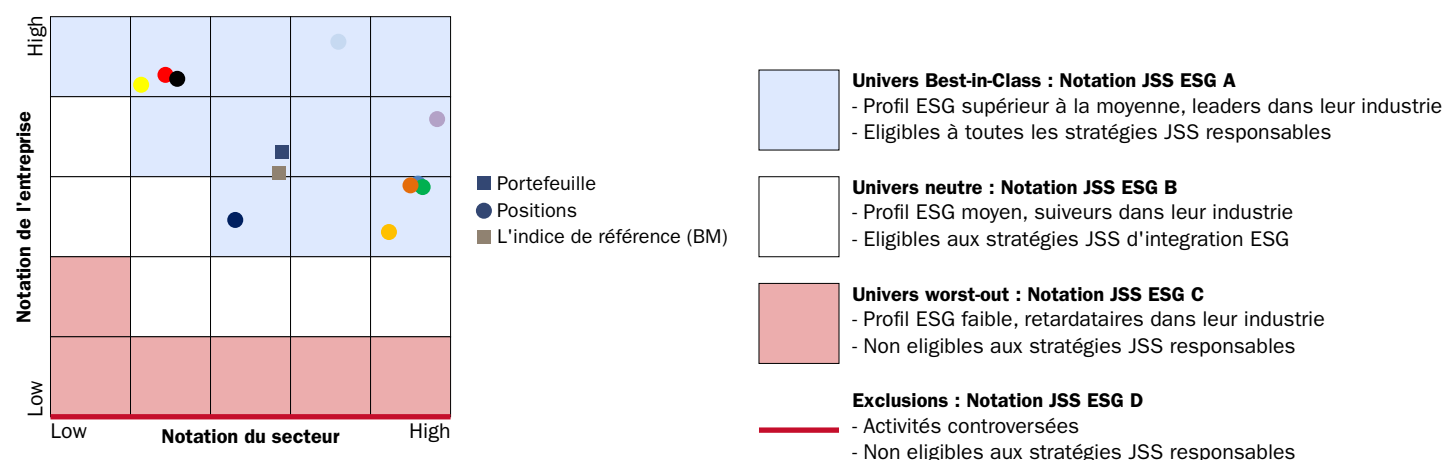 High
Notation de l'entreprise
Low
Low
Notation du secteur
High
Portefeuille
Positions
L'indice de référence (BM)
Univers Best-in-Class : Notation JSS ESG A
- Profil ESG supérieur à la moyenne, leaders dans leur industrie
- Eligibles à toutes les stratégies JSS responsables
Univers neutre : Notation JSS ESG B
- Profil ESG moyen, suiveurs dans leur industrie
- Eligibles aux stratégies JSS d'integration ESG
Univers worst-out : Notation JSS ESG C
- Profil ESG faible, retardataires dans leur industrie
- Non eligibles aux stratégies JSS responsables
Exclusions : Notation JSS ESG D
- Activités controversées
- Non eligibles aux stratégies JSS responsables